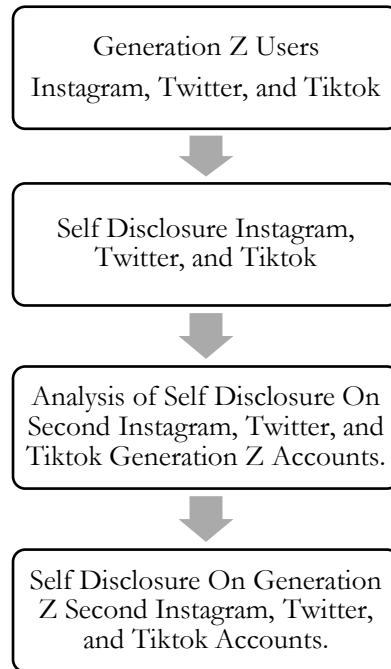 Generation Z Users
Instagram, Twitter, and Tiktok
Self Disclosure Instagram,
Twitter, and Tiktok
Analysis of Self Disclosure On
Second Instagram, Twitter, and
Tiktok Generation Z Accounts.
Self Disclosure On Generation
Z Second Instagram, Twitter,
and Tiktok Accounts.